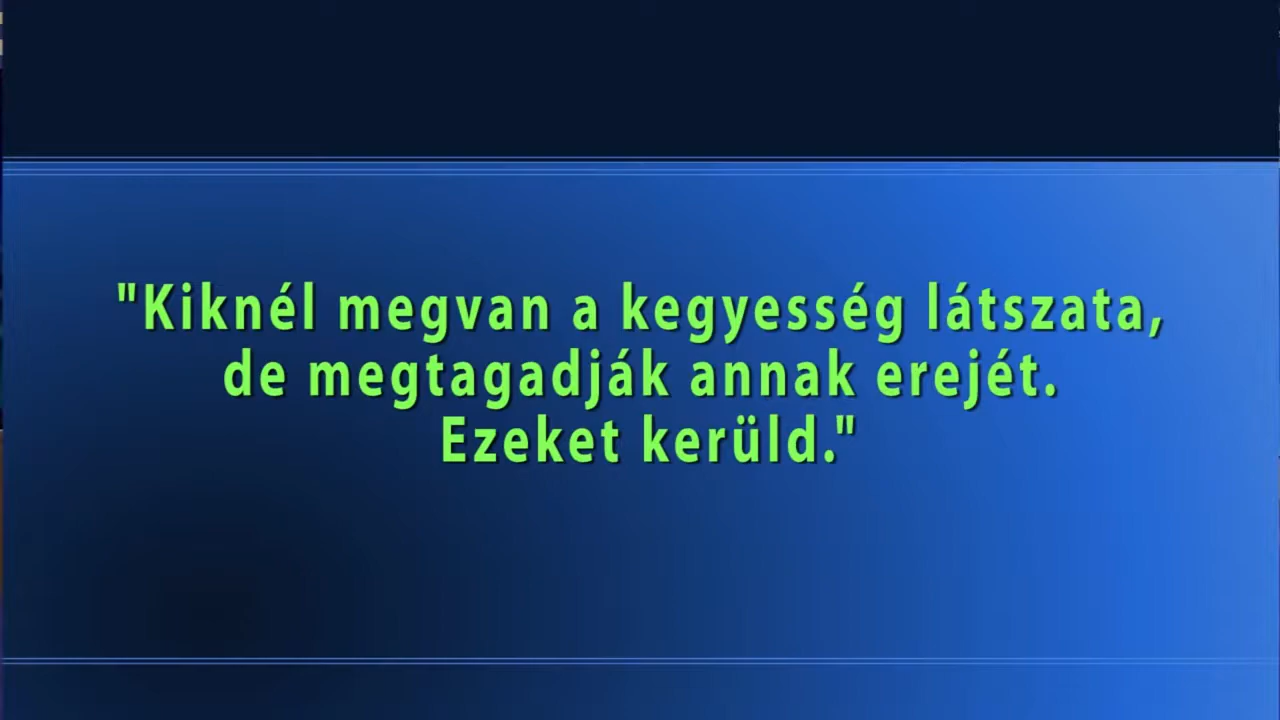 "Kiknél megvan a kegyesség látszata,
de megtagadják annak erejét.
Ezeket kerüld."